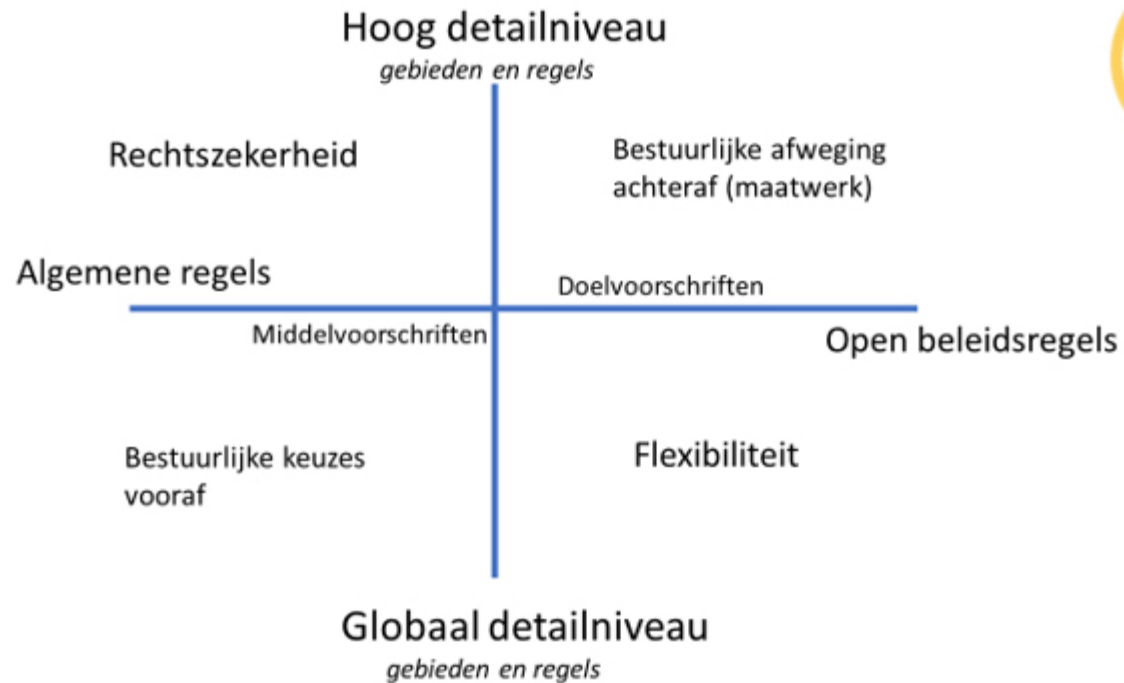 Hoog detailniveau
gebieden en regels
Rechtszekerheid
Bestuurlijke afweging
achteraf (maatwerk)
Algemene regels
Doelvoorschriften
Middelvoorschriften
Open beleidsregels
Bestuurlijke keuzes
vooraf
Flexibiliteit
Globaal detailniveau
gebieden en regels